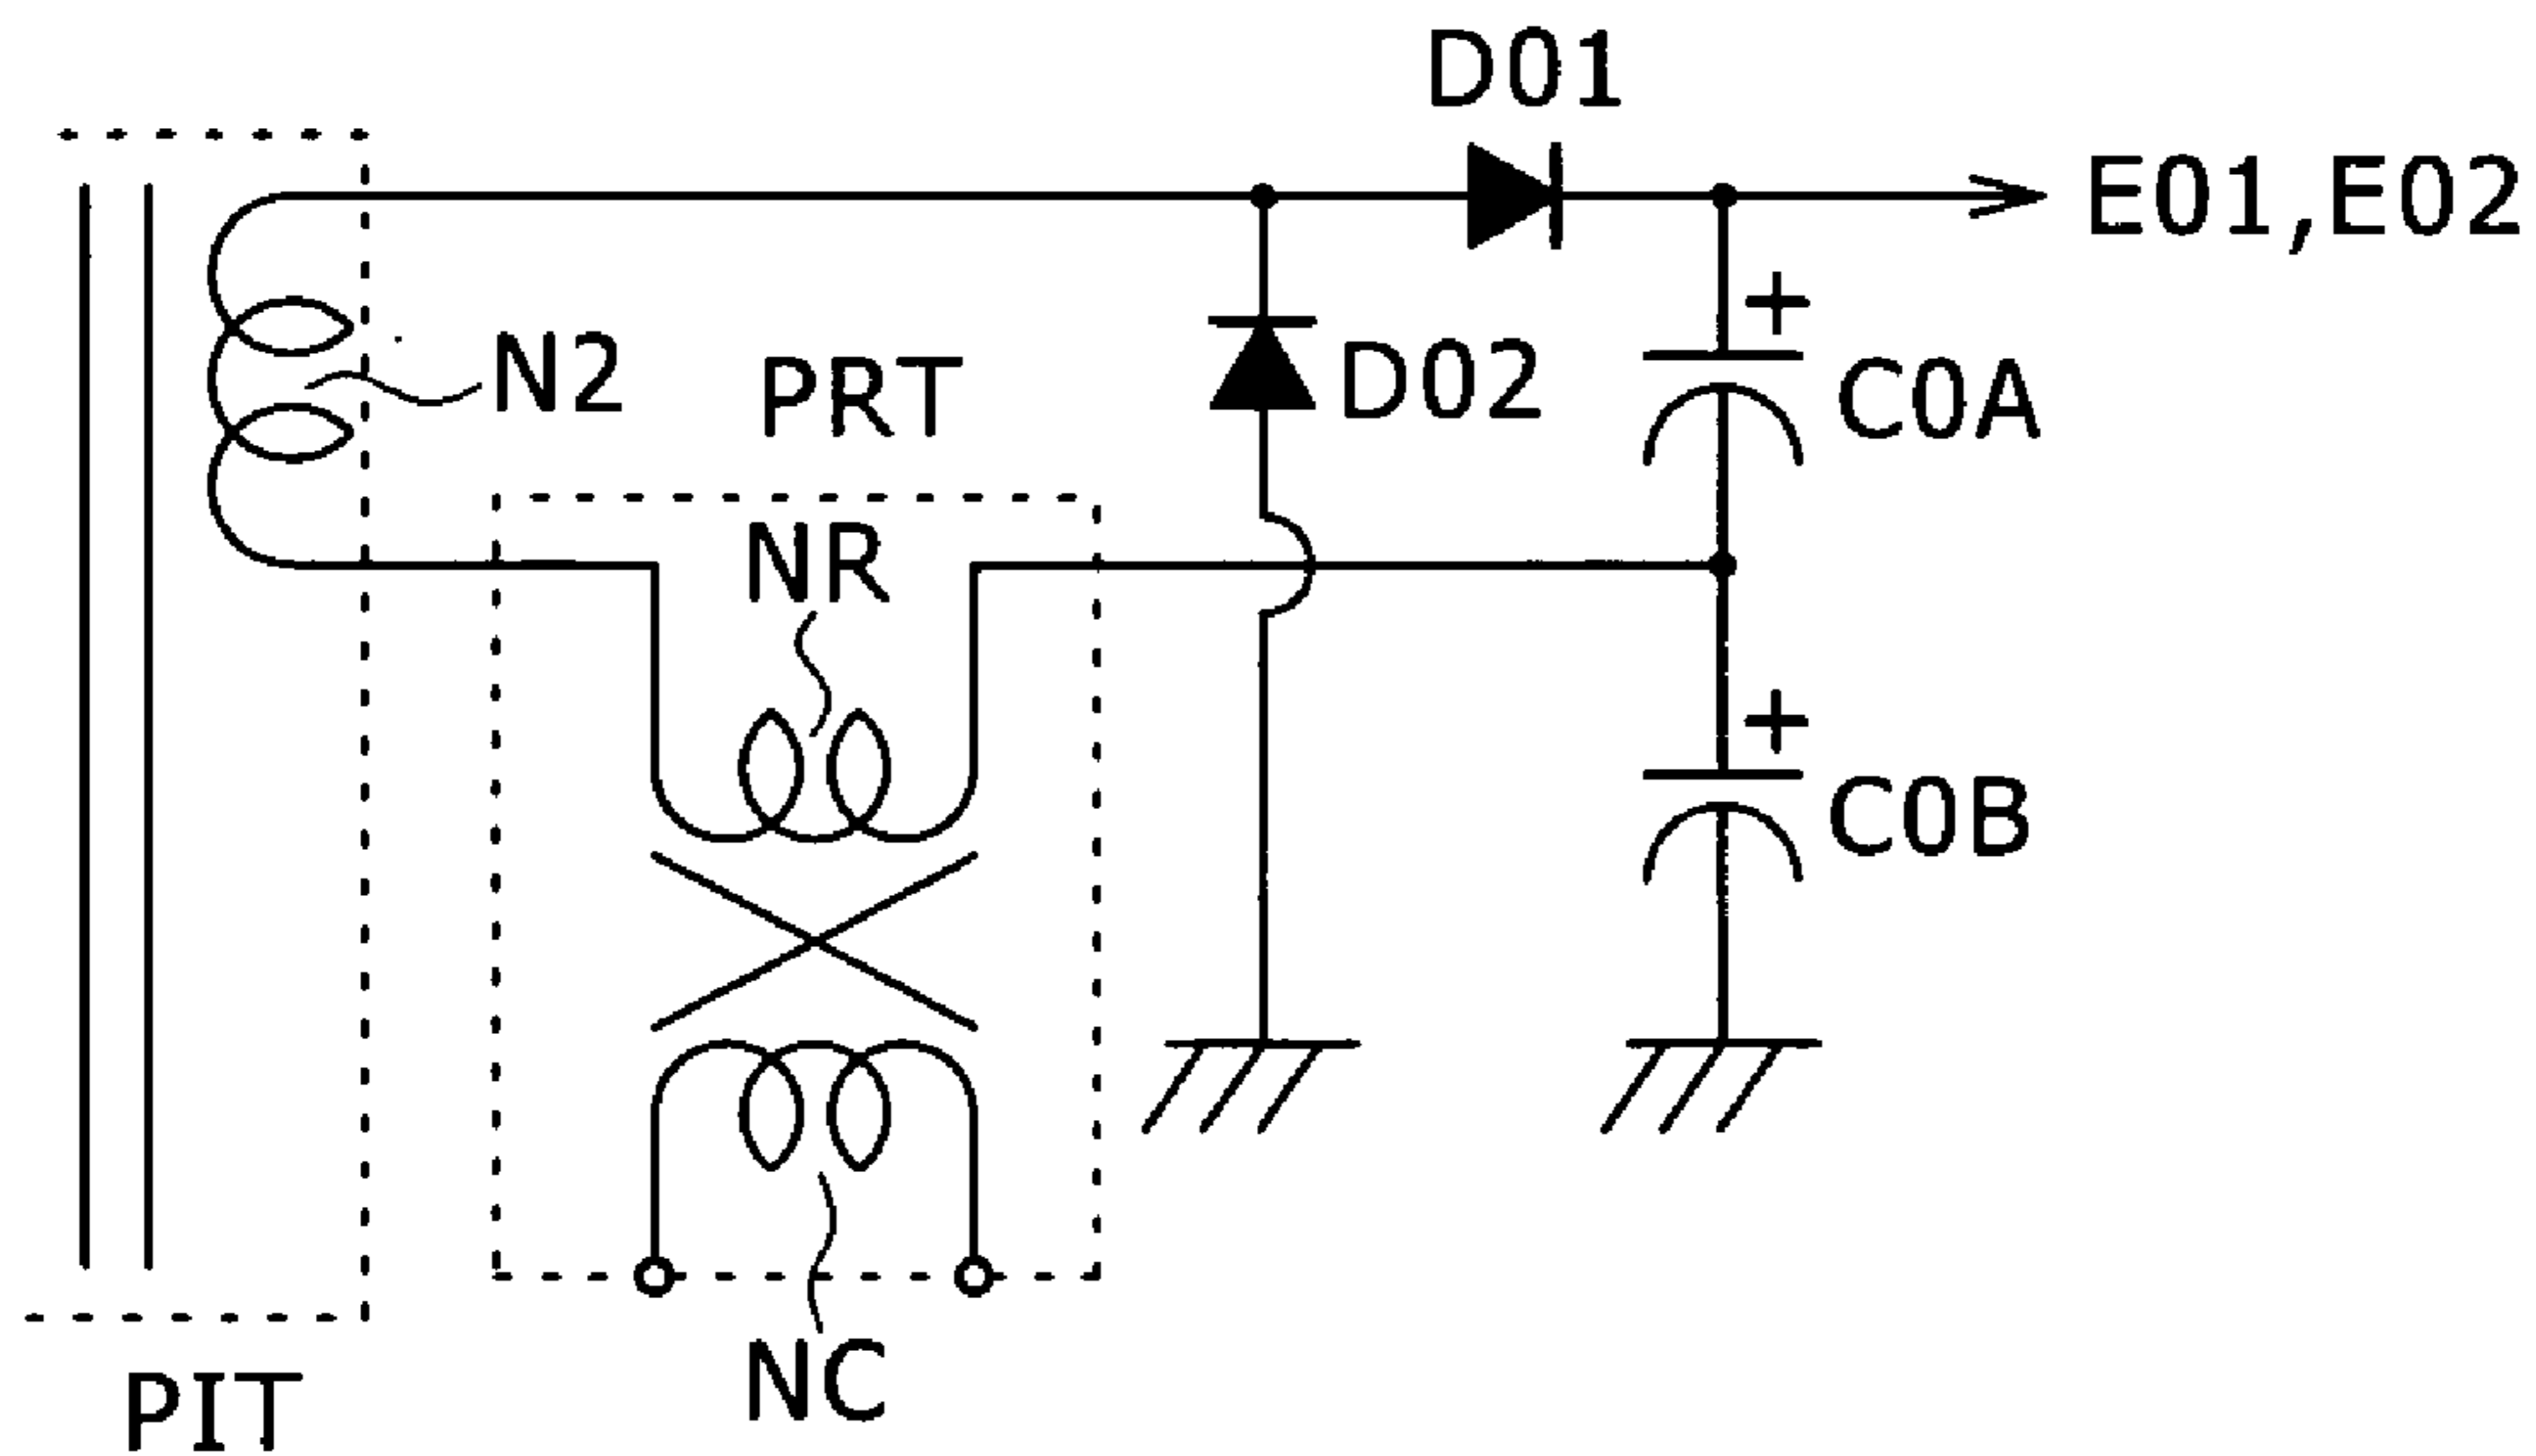 D01
E01,E02
+
N2
PRT
D02
C0A
NR
+
C0B
NC
PIT